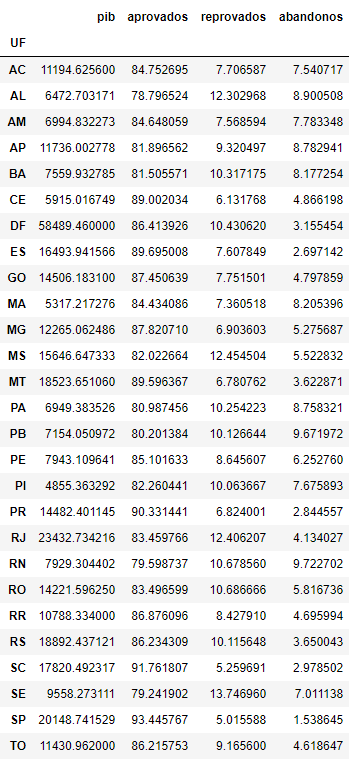 pib aprovados reprovados abandonos
UF
AC 11194.625600 84.752695 7.706587 7.540717
AL 6472.703171 78.796524 12.302968 8.900508
AM 6994.832273 84.648059 7.568594 7.783348
AP 11736.002778 81.896562 9.320497 8.782941
BA 7559.932785 81.505571 10.317175 8.177254
CE 5915.016749 89.002034 6.131768 4.866198
DF 58489.460000 86.413926 10.430620 3.155454
ES 16493.941566 89.695008 7.607849 2.697142
GO 14506.183100 87.450639 7.751501 4.797859
MA 5317.217276 84.434086 7.360518 8.205396
MG 12265.062486 87.820710 6.903603 5.275687
MS 15646.647333 82.022664 12.454504 5.522832
MT 18523.651060 89.596367 6.780762 3.622871
PA 6949.383526 80.987456 10.254223 8.758321
PB 7154.050972 80.201384 10.126644 9.671972
PE 7943.109641 85.101633 8.645607 6.252760
PI 4855.363292 82.260441 10.063667 7.675893
PR 14482.401145 90.331441 6.824001 2.844557
RJ 23432.734216 83.459766 12.406207 4.134027
RN 7929.304402 79.598737 10.678560 9.722702
RO 14221.596250 83.496599 10.686666 5.816736
RR 10788.334000 86.876096 8.427910 4.695994
RS 18892.437121 86.234309 10.115648 3.650043
SC 17820.492317 91.761807 5.259691 2.978502
SE 9558.273111 79.241902 13.746960 7.011138
SP 20148.741529 93.445767 5.015588 1.538645
TO 11430.962000 86.215753 9.165600 4.618647